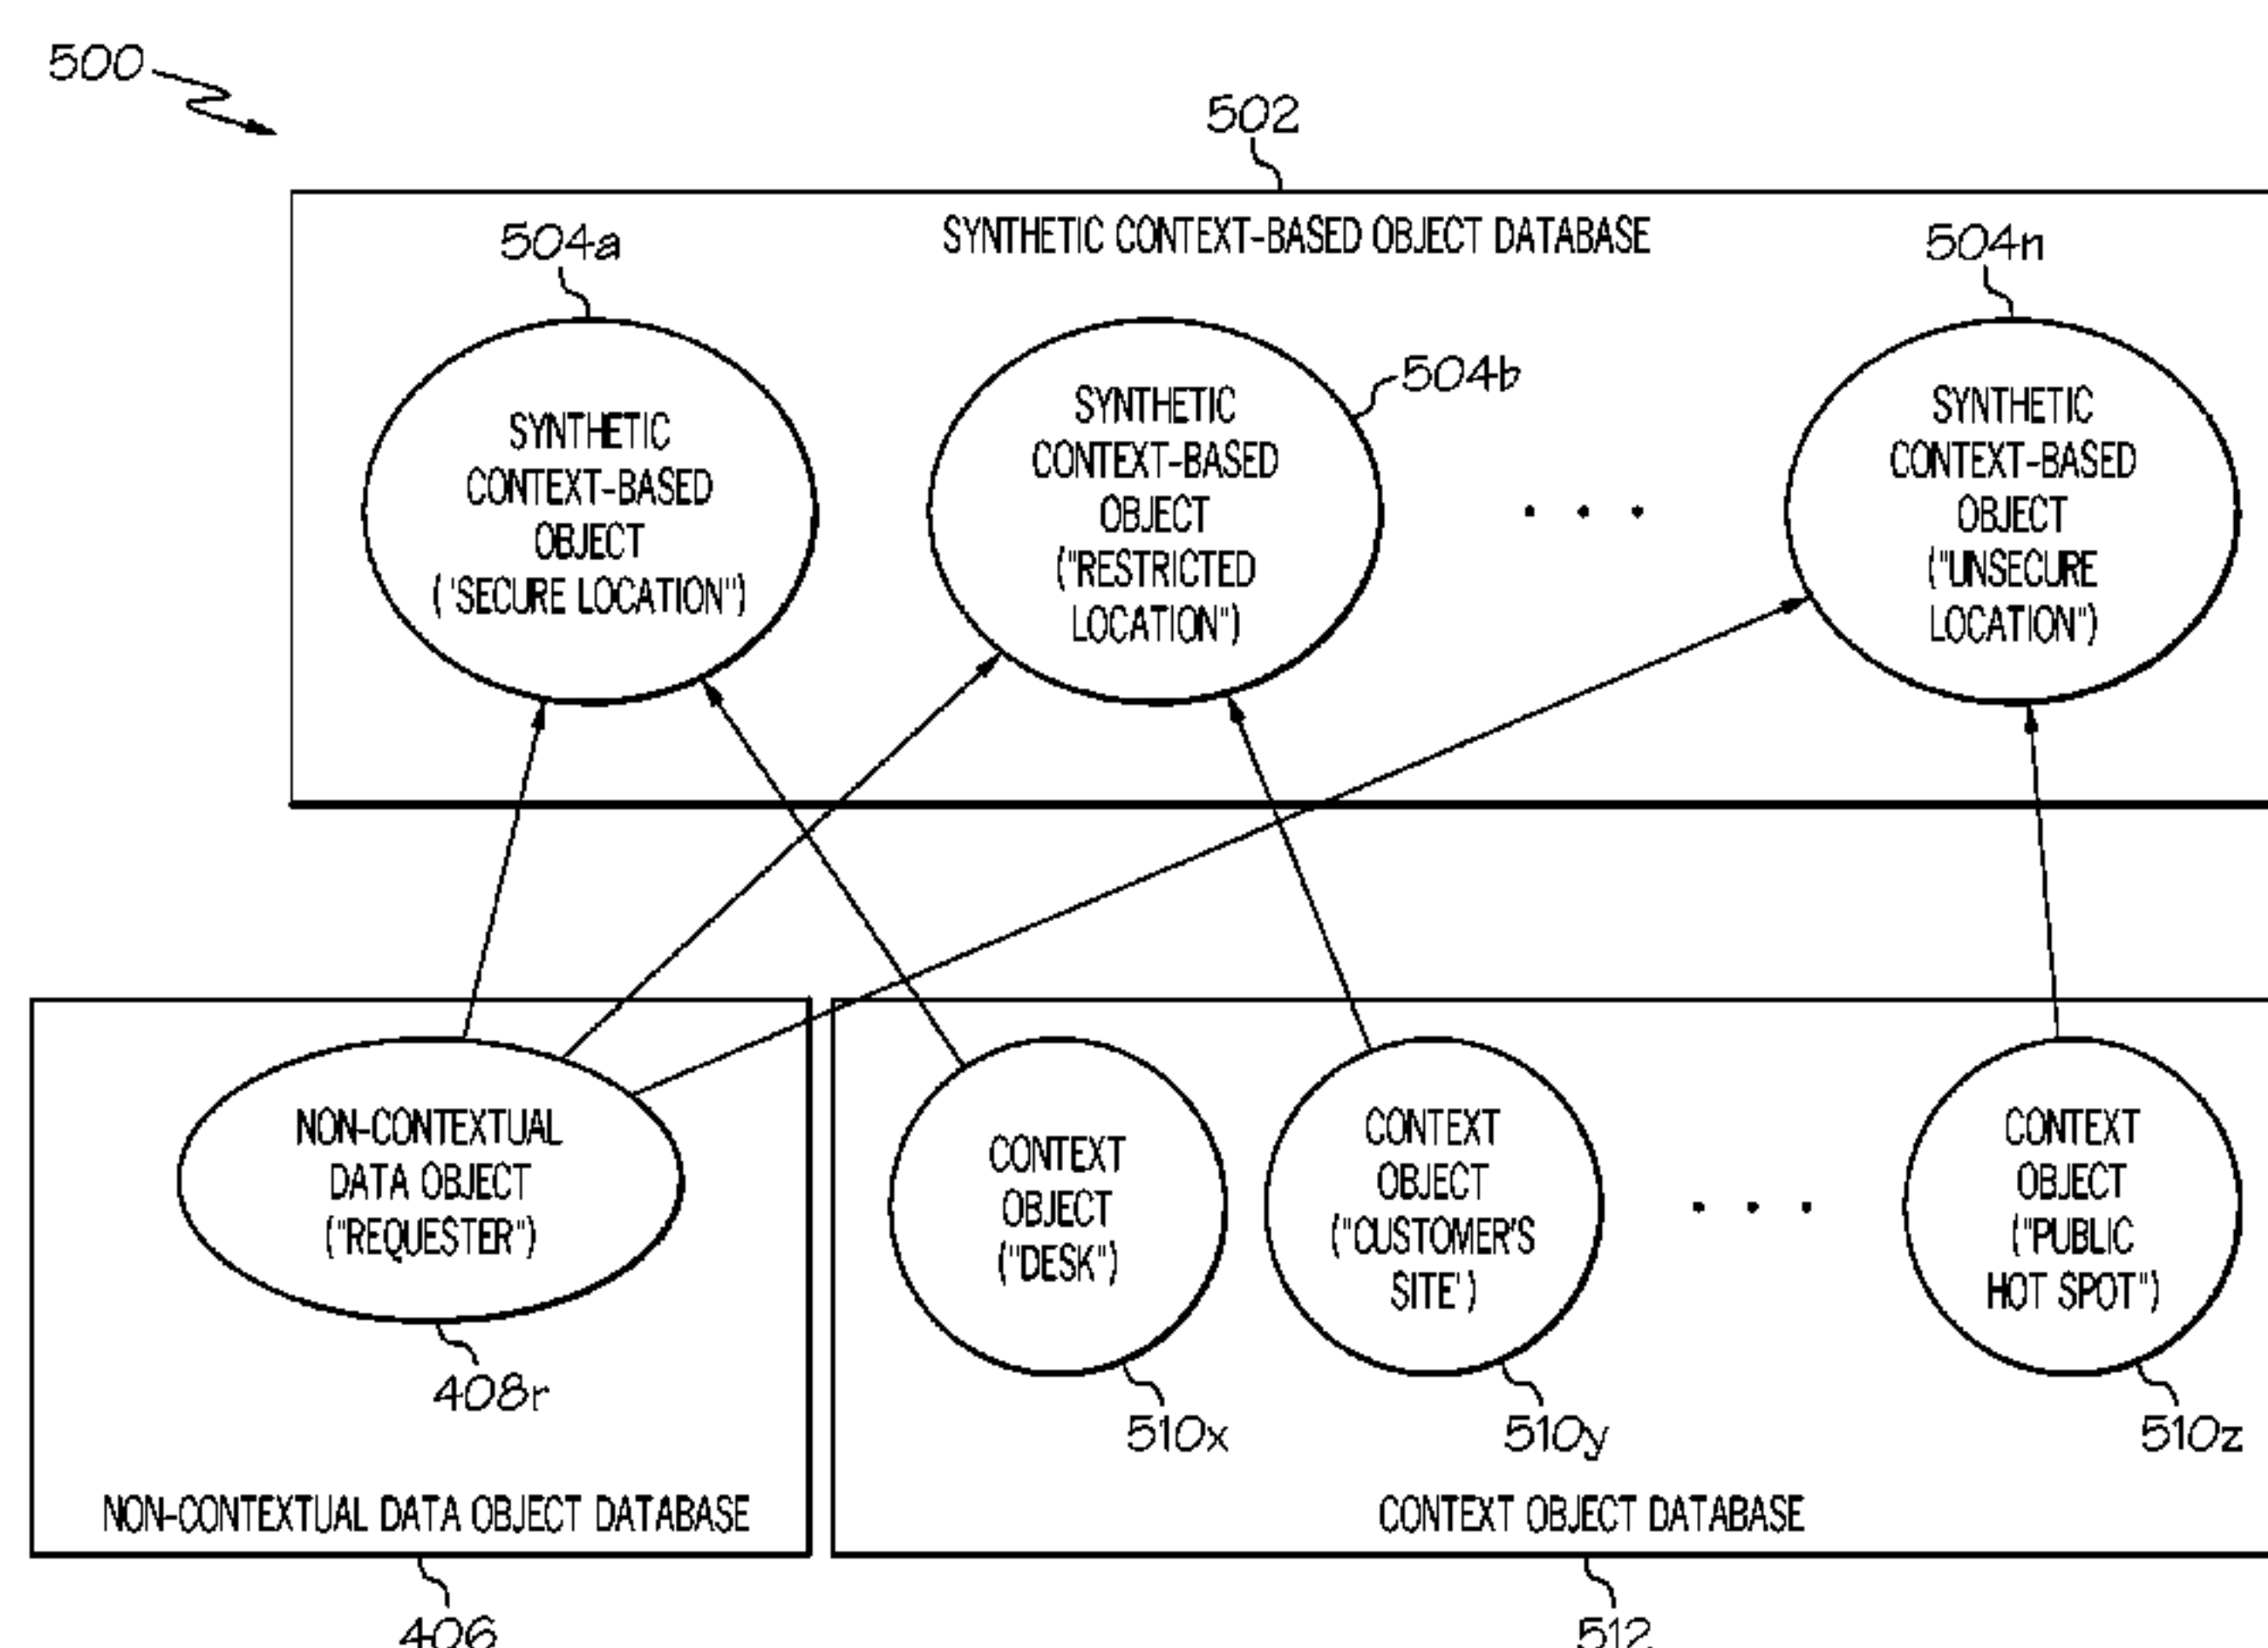 500
502
SYNTHETIC CONTEXT-BASED OBJECT DATABASE
504a
504n
504b
SYNTHETIC
CONTEXT-BASED
OBJECT
('SECURE LOCATION")
SYNTHETIC
CONTEXT-BASED
OBJECT
("RESTRICTED
LOCATION")
SYNTHETIC
CONTEXT-BASED
OBJECT
("UNSECURE
LOCATION")
NON-CONTEXTUAL
DATA OBJECT
("REQUESTER")
408r
NON-CONTEXTUAL DATA OBJECT DATABASE
406
CONTEXT
OBJECT
("DESK")
510x
CONTEXT
OBJECT
("CUSTOMER'S
SITE')
510y
CONTEXT
OBJECT
("PUBLIC
HOT SPOT")
510z
CONTEXT OBJECT DATABASE
512